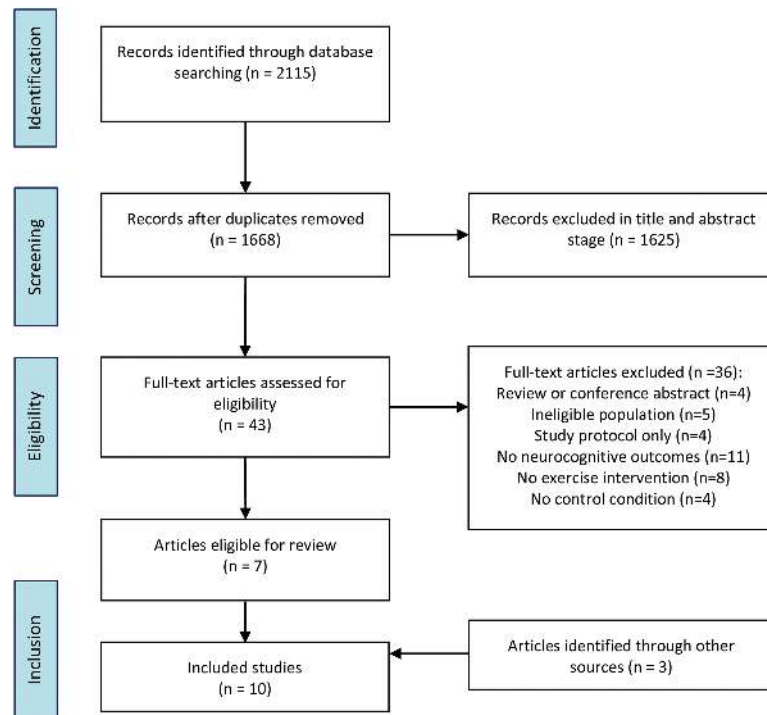 Identification
Records identified through database
searching (n = 2115)
Screening
Records after duplicates removed
(n = 1668)
Records excluded in title and abstract
stage (n = 1625)
Eligibility
Full-text articles assessed for
eligibility
(n = 43)
Full-text articles excluded (n =36):
Review or conference abstract (n=4)
Ineligible population (n=5)
Study protocol only (n=4)
No neurocognitive outcomes (n=11)
No exercise intervention (n=8)
No control condition (n=4)
Articles eligible for review
(n = 7)
Inclusion
Included studies
(n = 10)
Articles identified through other
sources (n = 3)